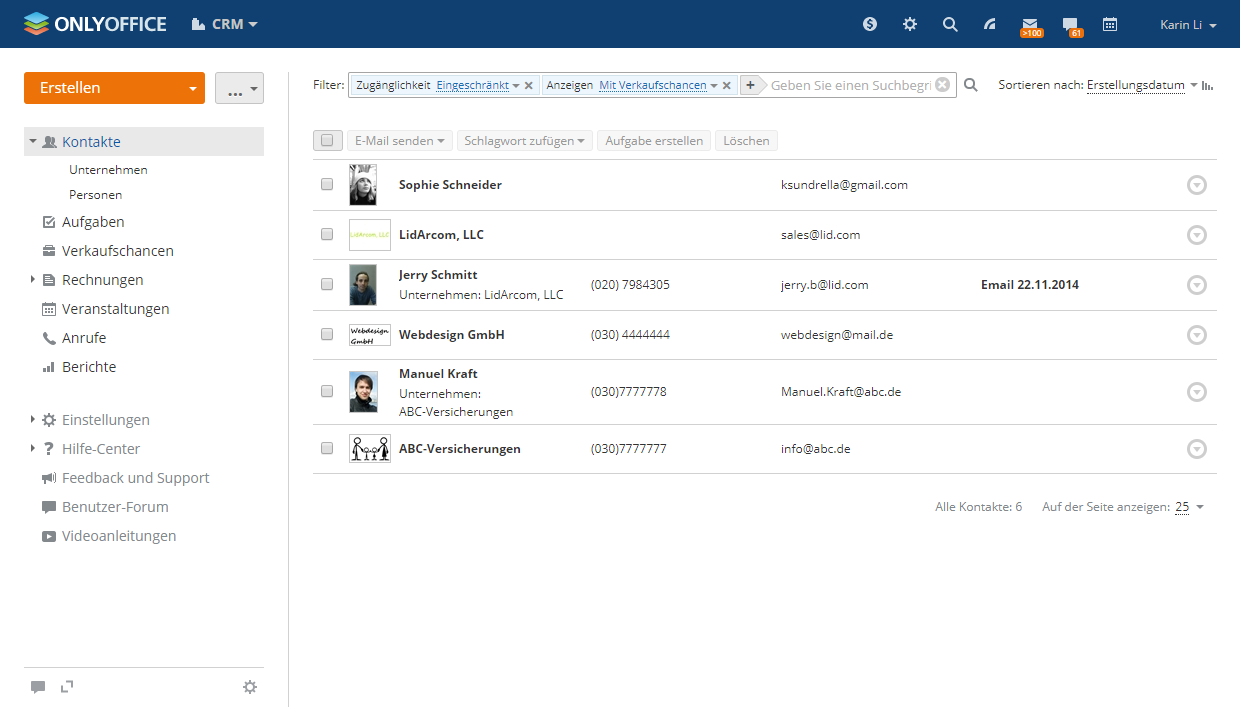 ONLYOFFICE CRM >100 61 Karin Li
Erstellen ...
Filter: Zugänglichkeit Eingeschränkt Anzeigen Mit Verkaufschancen + Geben Sie einen Suchbegri Sortieren nach: Erstellungsdatum
Kontakte
Unternehmen
Personen
Aufgaben
Verkaufschancen
Rechnungen
Veranstaltungen
Anrufe
Berichte
Einstellungen
Hilfe-Center
Feedback und Support
Benutzer-Forum
Videoanleitungen
E-Mail senden Schlagwort zufügen Aufgabe erstellen Löschen
Sophie Schneider ksundrella@gmail.com
LidArcom, LLC LidArcom, LLC sales@lid.com
Jerry Schmitt
Unternehmen: LidArcom, LLC (020) 7984305 jerry.b@lid.com Email 22.11.2014
Webdesign GmbH Webdesign GmbH (030) 4444444 webdesign@mail.de
Manuel Kraft
Unternehmen: (030)7777778 Manuel.Kraft@abc.de
ABC-Versicherungen
ABC-Versicherungen (030)7777777 info@abc.de
Alle Kontakte: 6 Auf der Seite anzeigen: 25